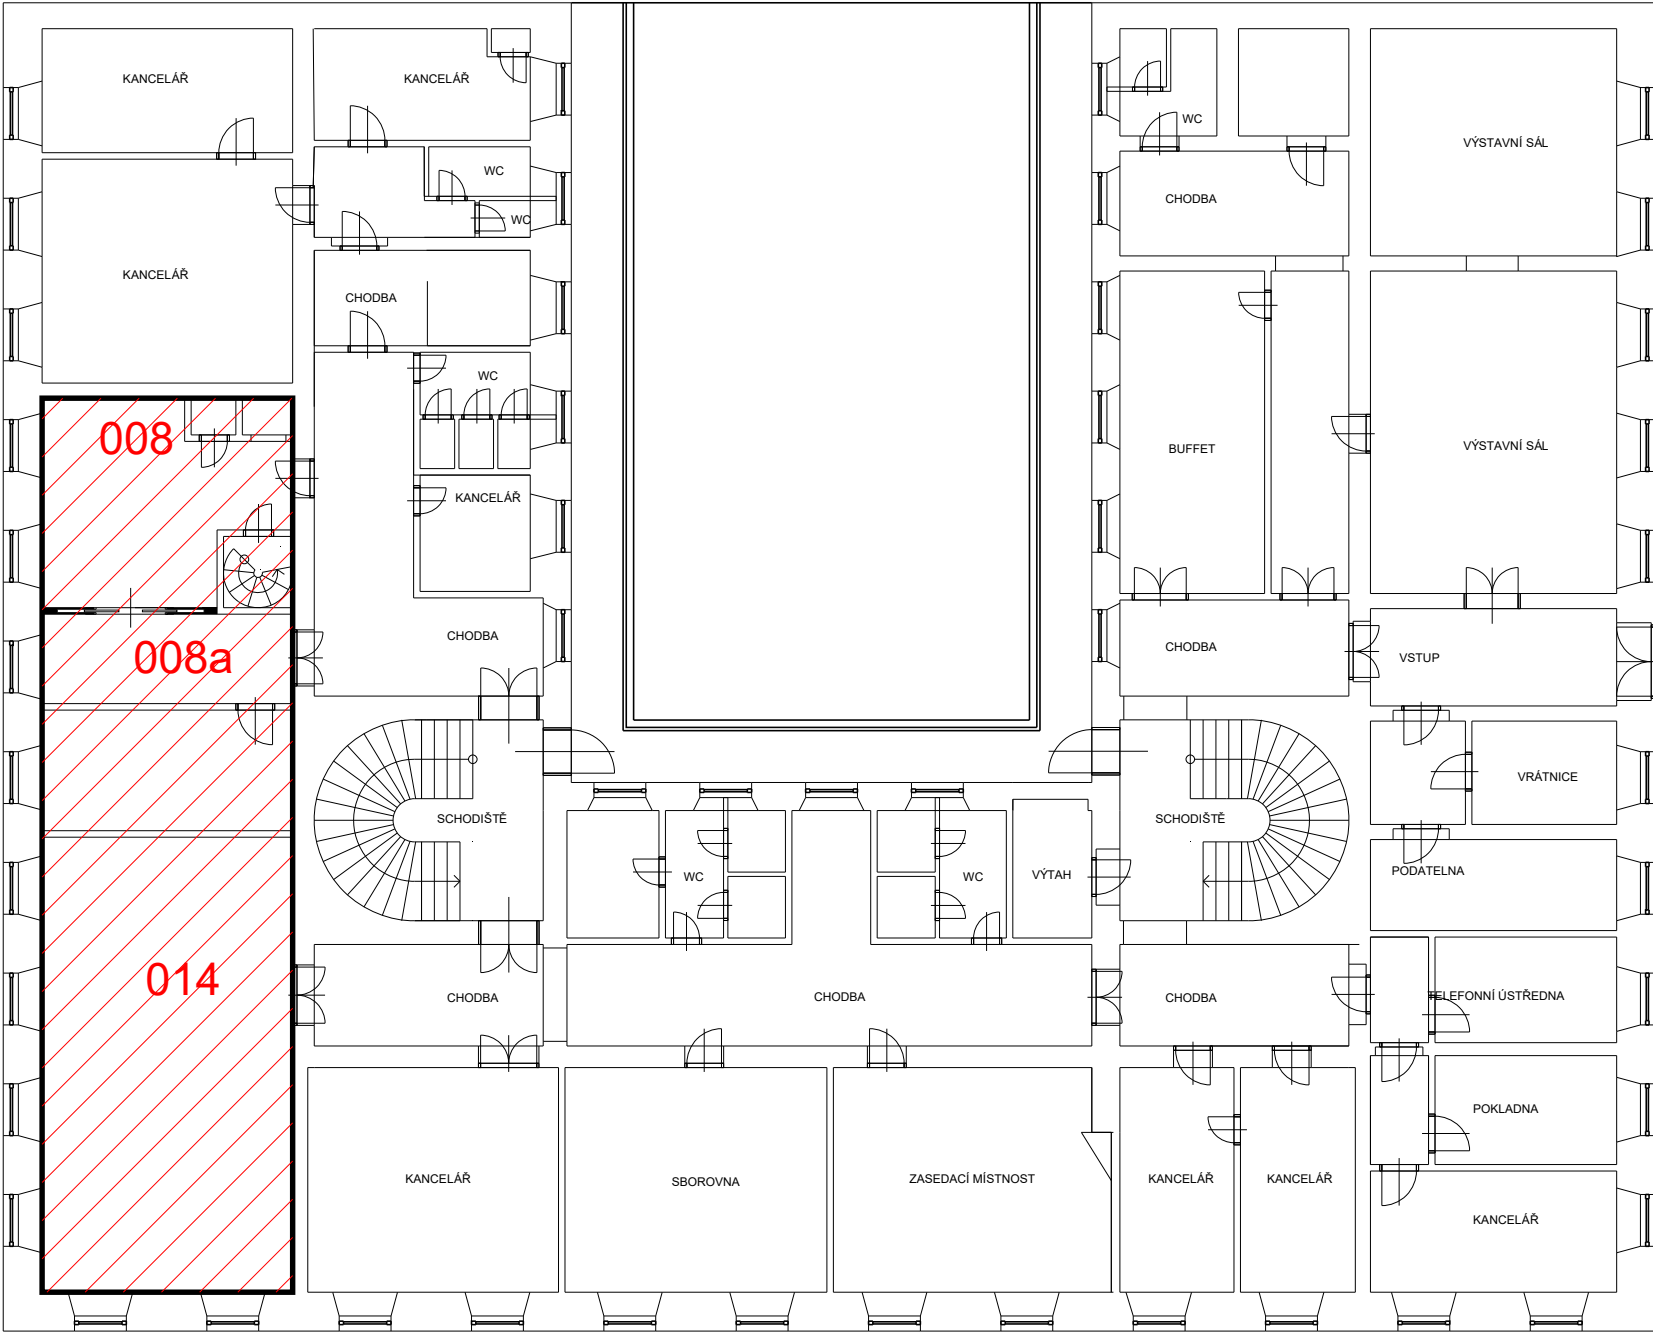 KANCELÁŘ
KANCELÁŘ
WC
VÝSTAVNÍ SÁL
WC
WC
CHODBA
KANCELÁŘ
CHODBA
WC
008
BUFFET
VÝSTAVNÍ SÁL
KANCELÁŘ
CHODBA
CHODBA
008a
VSTUP
VRÁTNICE
SCHODIŠTĚ
SCHODIŠTĚ
WC
WC
VÝTAH
PODATELNA
014
CHODBA
CHODBA
CHODBA
TELEFONNÍ ÚSTŘEDNA
POKLADNA
KANCELÁŘ
SBOROVNA
ZASEDACÍ MÍSTNOST
KANCELÁŘ
KANCELÁŘ
KANCELÁŘ